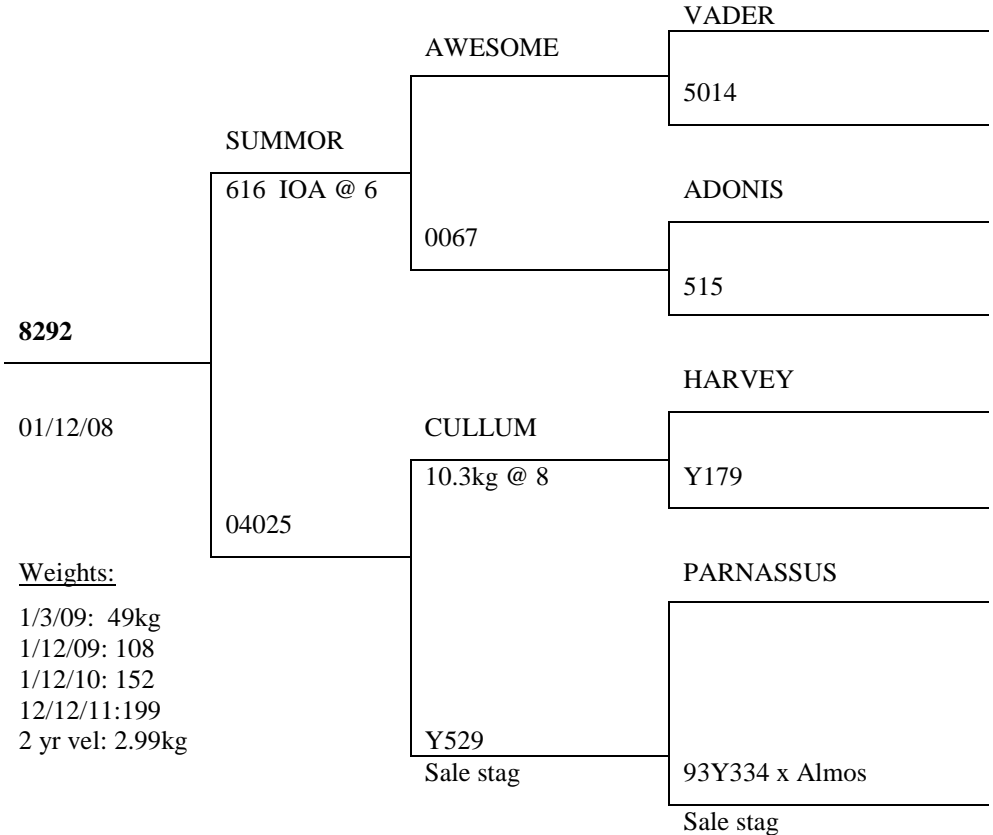 VADER
AWESOME
5014
SUMMOR
616 IOA @ 6
ADONIS
0067
515
8292
HARVEY
01/12/08
CULLUM
10.3kg @ 8
Y179
04025
Weights:
PARNASSUS
1/3/09: 49kg
1/12/09: 108
1/12/10: 152
12/12/11:199
2 yr vel: 2.99kg
Y529
Sale stag
93Y334 x Almos
Sale stag